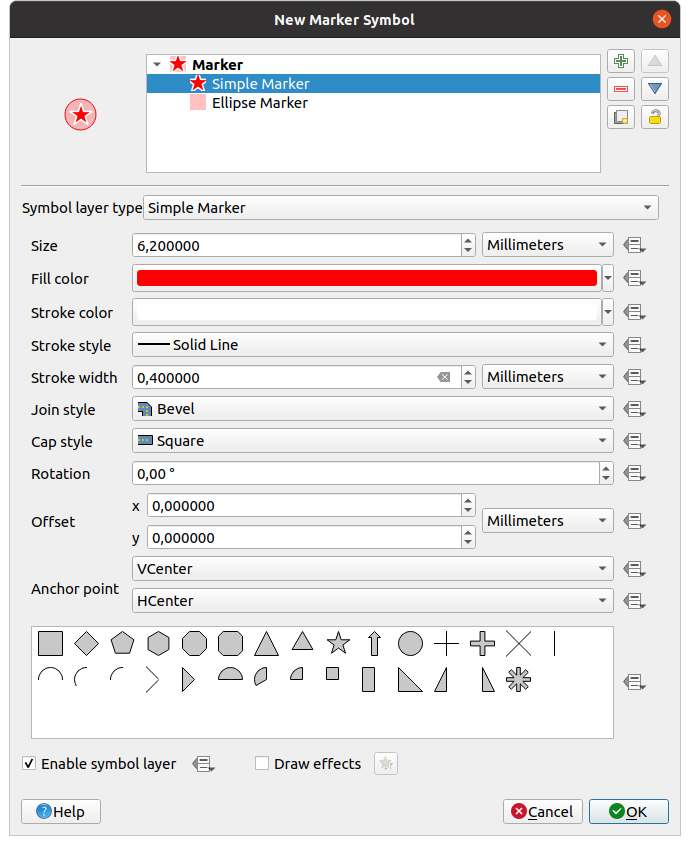 New Marker Symbol
Marker
Simple Marker
Ellipse Marker
Symbol layer type Simple Marker
Size 6,200000 Millimeters
Fill color
Stroke color
Stroke style Solid Line
Stroke width 0,400000 Millimeters
Join style Bevel
Cap style Square
Rotation 0,00 °
Offset x 0,000000 Millimeters
y 0,000000
Anchor point VCenter
HCenter
Enable symbol layer Draw effects
Help Cancel OK